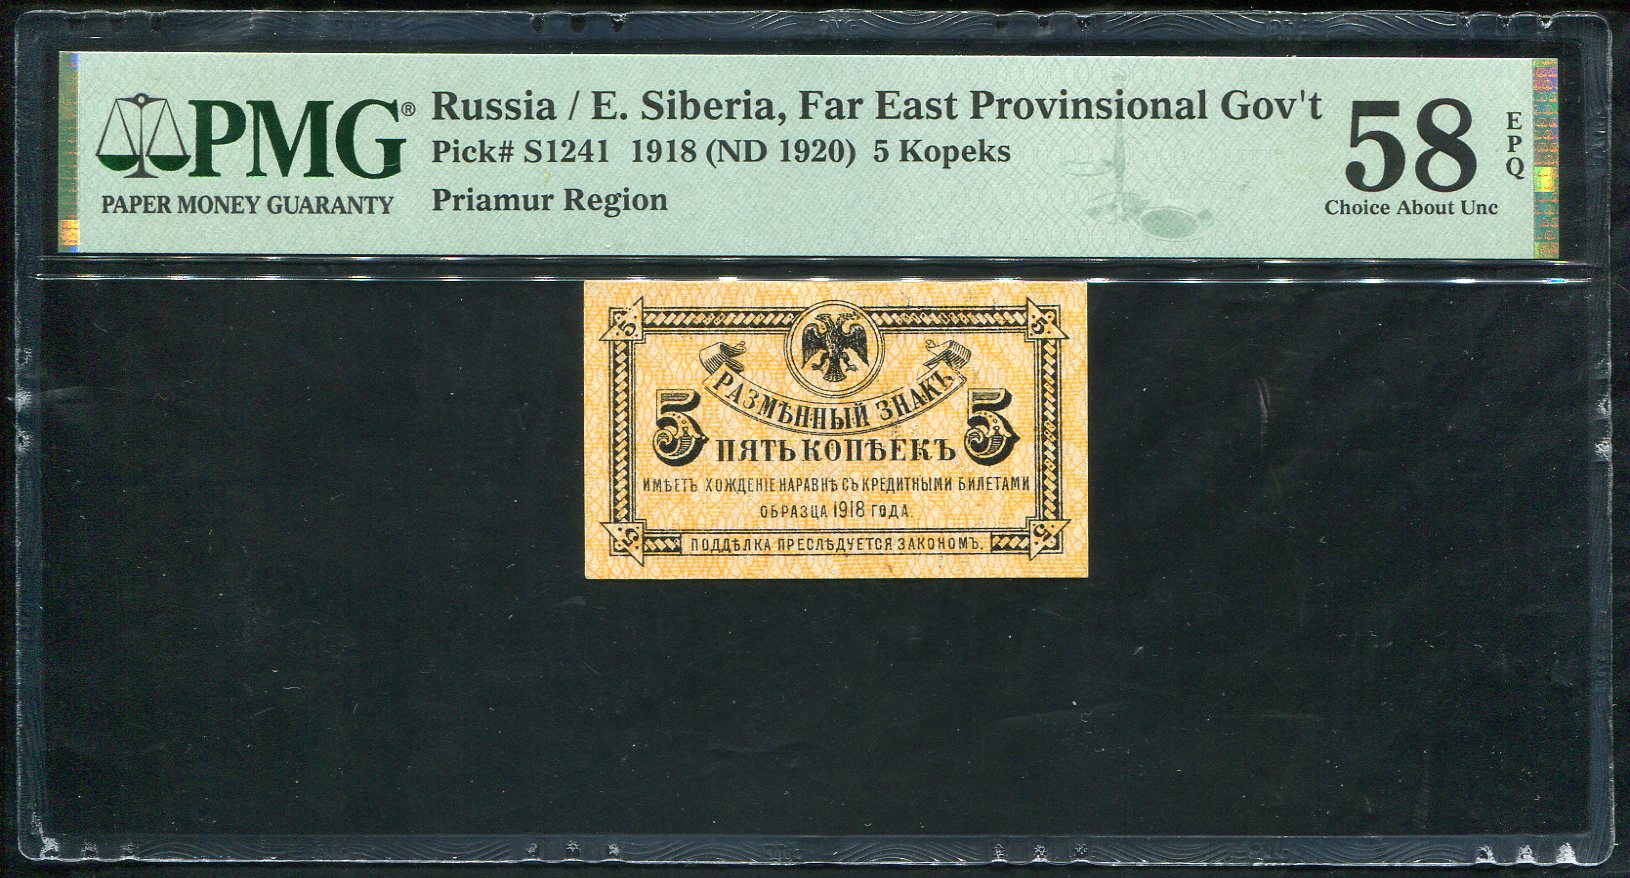 PMG®
PAPER MONEY GUARANTY
Russia / E. Siberia, Far East Provinsional Gov't
Pick# S1241 1918 (ND 1920) 5 Kopeks
Priamur Region
58
EPQ
Choice About Unc
5 5
РАЗМѢННЫЙ ЗНАКЪ
5 5
ПЯТЬ КОПѢЕКЪ
ИМѢЕТЪ ХОЖДЕНІЕ НАРАВНѢ СЪ КРЕДИТНЫМИ БИЛЕТАМИ
ОБРАЗЦА 1918 ГОДА.
5 5
ПОДДѢЛКА ПРЕСЛѢДУЕТСЯ ЗАКОНОМЪ.